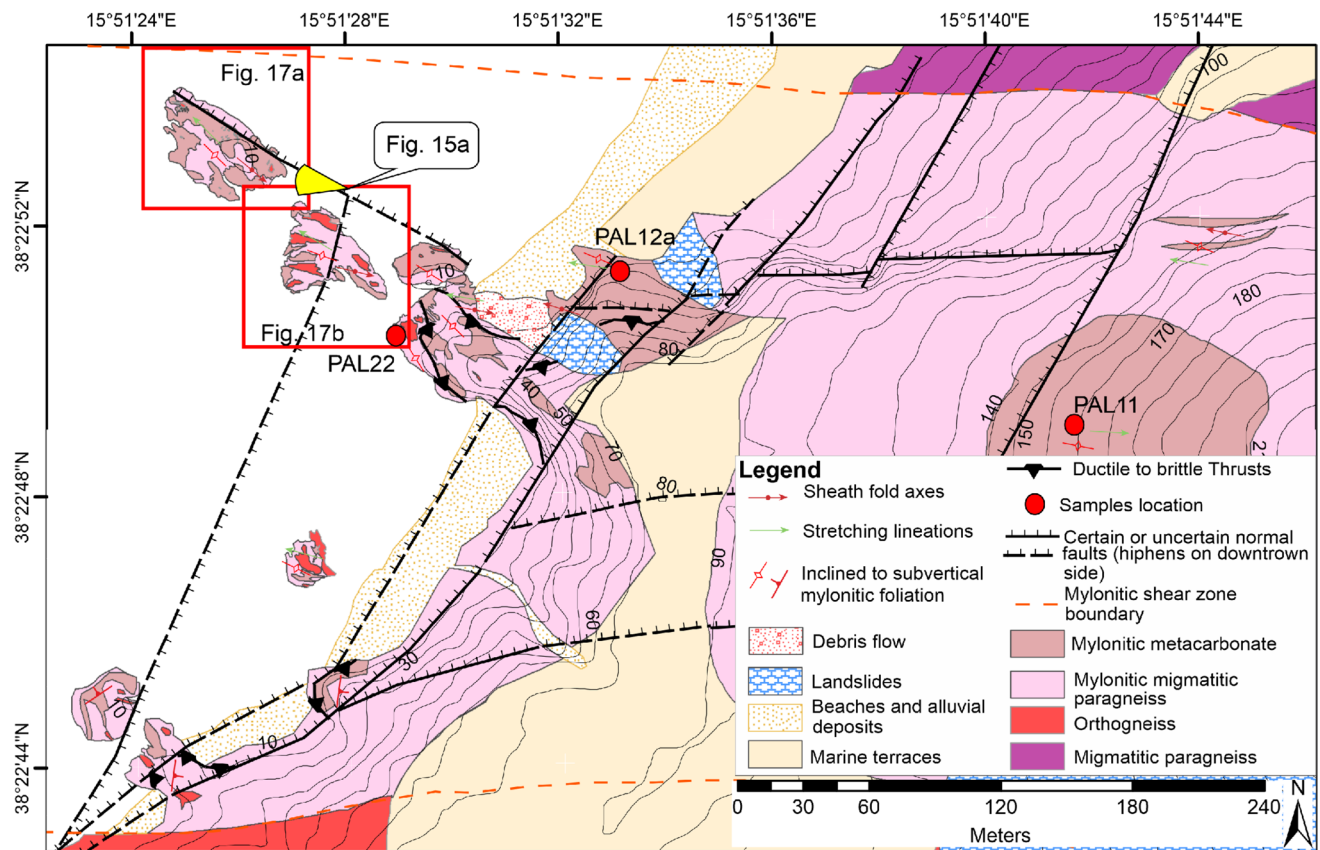 15°51'24"E 15°51'28"E 15°51'32"E 15°51'36"E 15°51'40"E 15°51'44"E
Fig. 17a
100
Fig. 15a
10
38°22'52"N
PAL12a
10
180
Fig. 17b
80
170
PAL22
40
50
140
PAL11
150
70
38°22'48"N
80
90
60
30
10
10
38°22'44"N
Legend
Sheath fold axes
Stretching lineations
Inclined to subvertical
mylonitic foliation
Debris flow
Landslides
Beaches and alluvial
deposits
Marine terraces
Ductile to brittle Thrusts
Samples location
Certain or uncertain normal
faults (hiphens on downtrown
side)
Mylonitic shear zone
boundary
Mylonitic metacarbonate
Mylonitic migmatitic
paragneiss
Orthogneiss
Migmatitic paragneiss
0 30 60 120 180 240
Meters
N